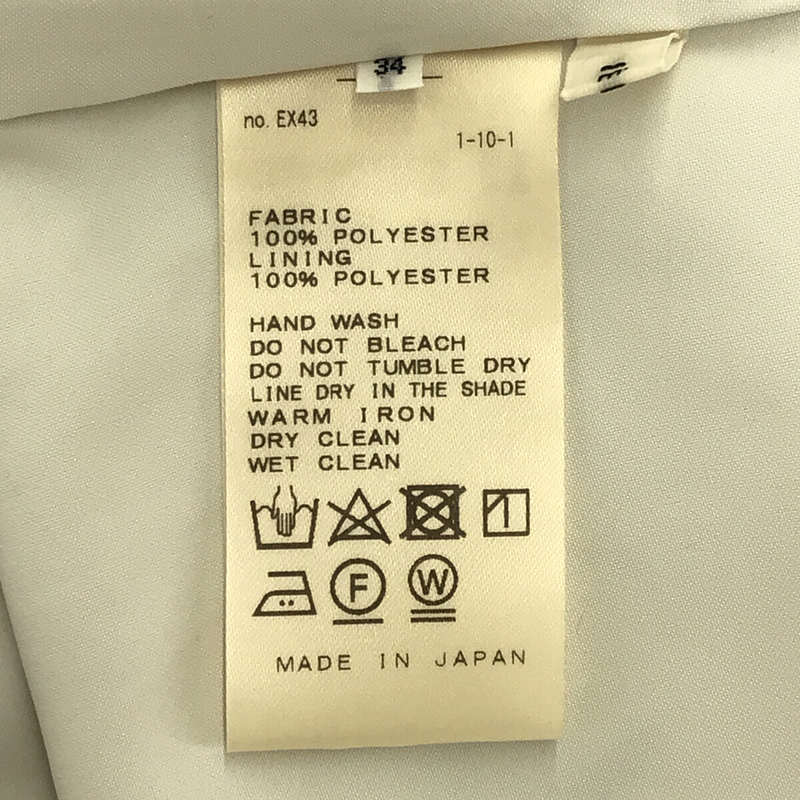 34
no. EX43
1-10-1
FABRIC
100% POLYESTER
LINING
100% POLYESTER
HAND WASH
DO NOT BLEACH
DO NOT TUMBLE DRY
LINE DRY IN THE SHADE
WARM IRON
DRY CLEAN
WET CLEAN
F W
MADE IN JAPAN